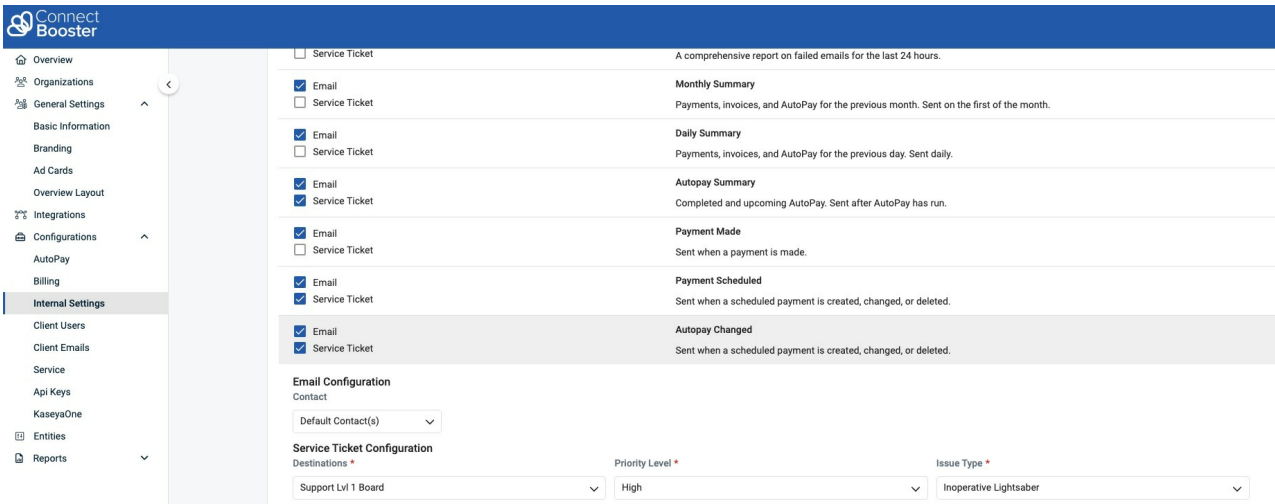 Connect
Booster
Overview
Organizations
General Settings
Basic Information
Branding
Ad Cards
Overview Layout
Integrations
Configurations
AutoPay
Billing
Internal Settings
Client Users
Client Emails
Service
Api Keys
KaseyaOne
Entities
Reports
Service Ticket
A comprehensive report on failed emails for the last 24 hours.
Email
Monthly Summary
Service Ticket
Payments, invoices, and AutoPay for the previous month. Sent on the first of the month.
Email
Daily Summary
Service Ticket
Payments, invoices, and AutoPay for the previous day. Sent daily.
Email
Autopay Summary
Service Ticket
Completed and upcoming AutoPay. Sent after AutoPay has run.
Email
Payment Made
Service Ticket
Sent when a payment is made.
Email
Payment Scheduled
Service Ticket
Sent when a scheduled payment is created, changed, or deleted.
Email
Autopay Changed
Service Ticket
Sent when a scheduled payment is created, changed, or deleted.
Email Configuration
Contact
Default Contact(s)
Service Ticket Configuration
Destinations * Priority Level * Issue Type *
Support Lvl 1 Board High Inoperative Lightsaber